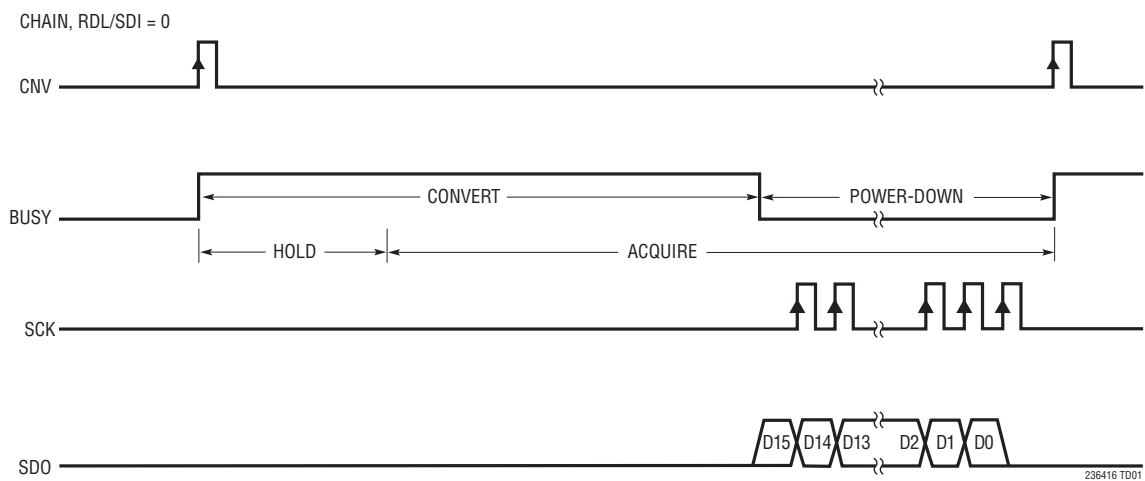 CHAIN, RDL/SDI = 0
CNV
CONVERT
POWER-DOWN
BUSY
HOLD
ACQUIRE
SCK
D15 D14 D13 D2 D1 D0
SDO
236416 TD01